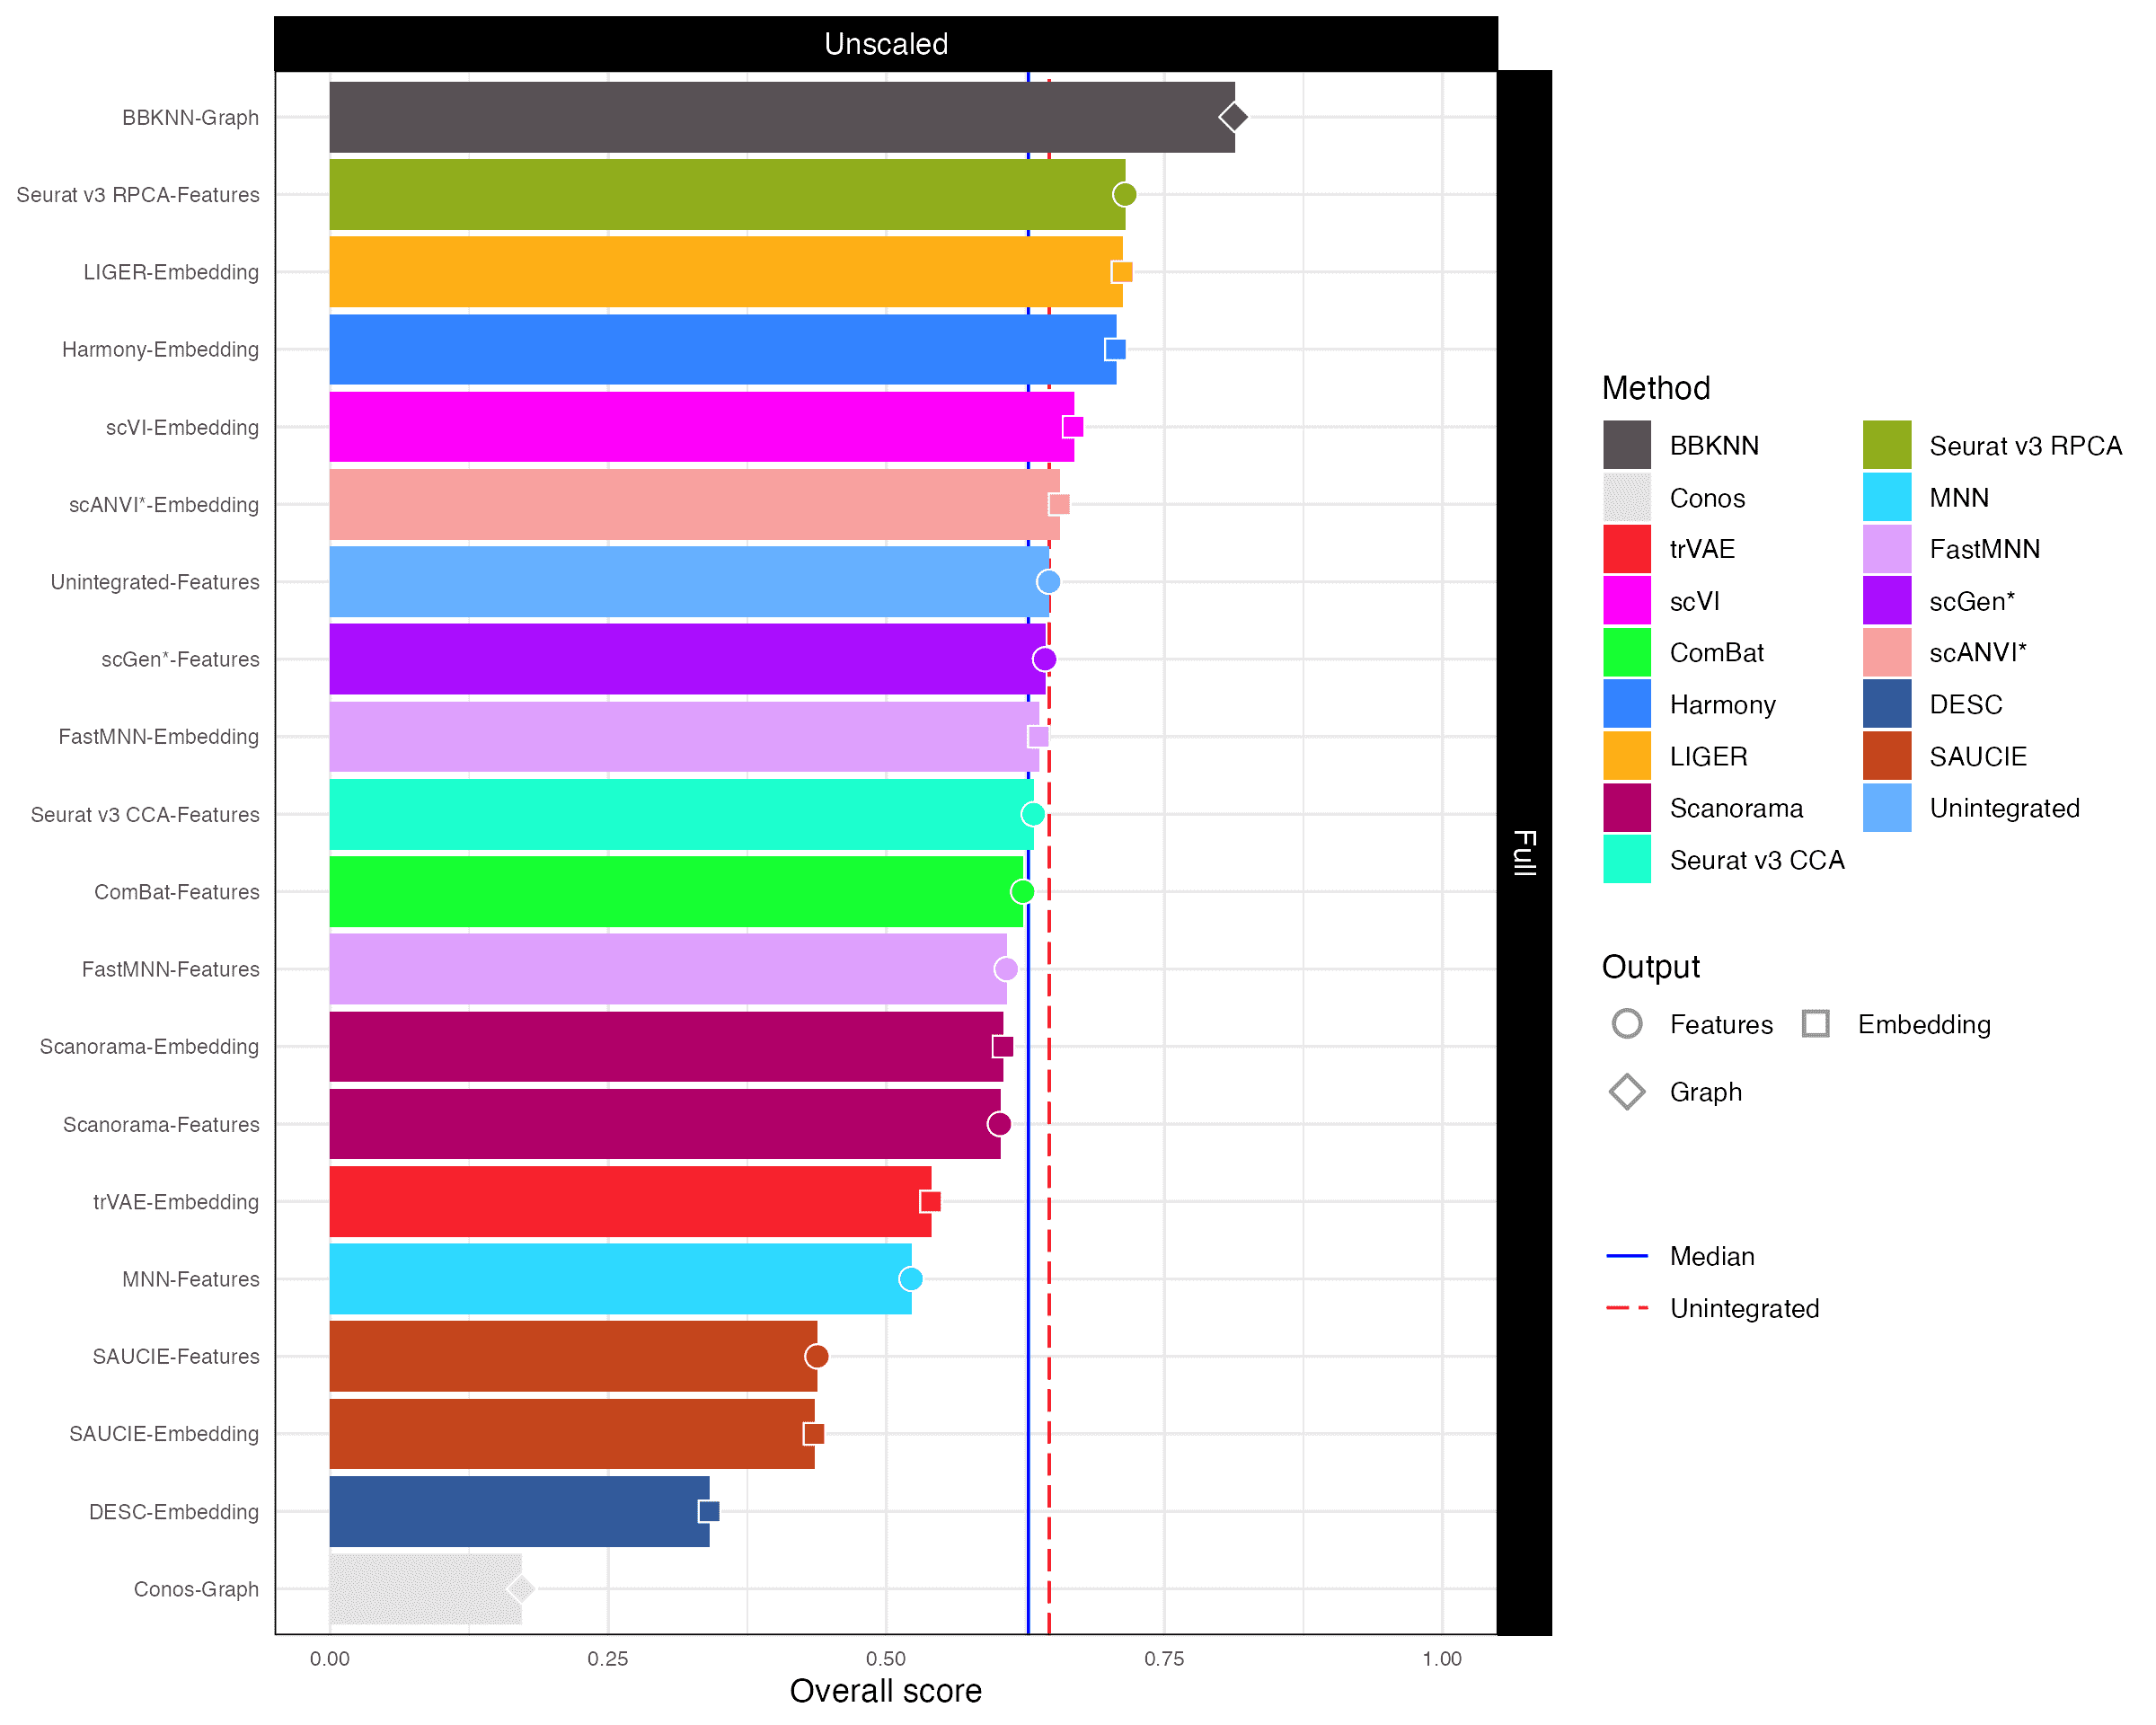 Unscaled
BBKNN-Graph
Seurat v3 RPCA-Features
LIGER-Embedding
Harmony-Embedding
scVI-Embedding
scANVI*-Embedding
Unintegrated-Features
scGen*-Features
FastMNN-Embedding
Seurat v3 CCA-Features
ComBat-Features
FastMNN-Features
Scanorama-Embedding
Scanorama-Features
trVAE-Embedding
MNN-Features
SAUCIE-Features
SAUCIE-Embedding
DESC-Embedding
Conos-Graph
0.00 0.25 0.50 0.75 1.00
Overall score
Full
Method
BBKNN
Conos
trVAE
scVI
ComBat
Harmony
LIGER
Scanorama
Seurat v3 CCA
Seurat v3 RPCA
MNN
FastMNN
scGen*
scANVI*
DESC
SAUCIE
Unintegrated
Output
Features Embedding
Graph
Median
Unintegrated